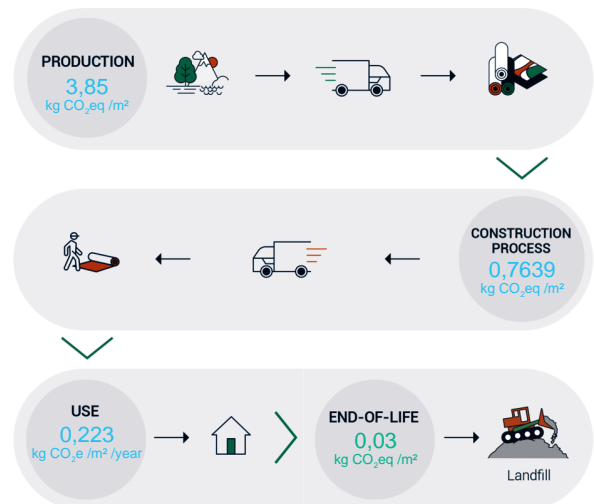 PRODUCTION
3,85
kg CO₂eq /m²
CONSTRUCTION
PROCESS
0,7639
kg CO₂eq /m²
USE
0,223
kg CO₂e /m² /year
END-OF-LIFE
0,03
kg CO₂eq /m²
Landfill